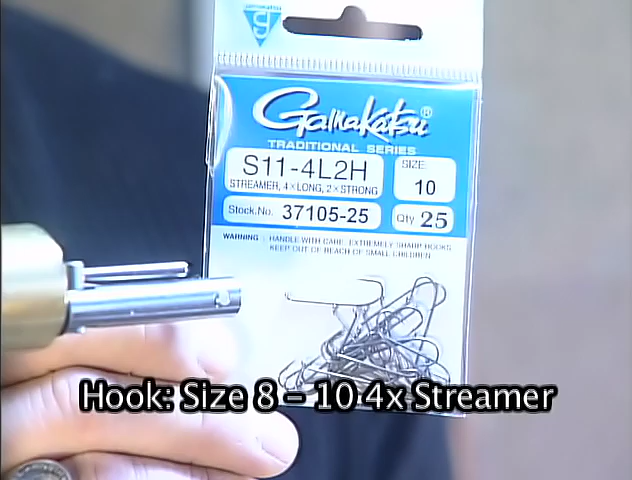 Gamakatsu®
TRADITIONAL SERIES
S11-4L2H
STREAMER, 4×LONG, 2×STRONG
SIZE
10
Stock.No. 37105-25
Qty 25
WARNING : HANDLE WITH CARE. EXTREMELY SHARP HOOKS
KEEP OUT OF REACH OF SMALL CHILDREN
Hook: Size 8 – 10 4x Streamer